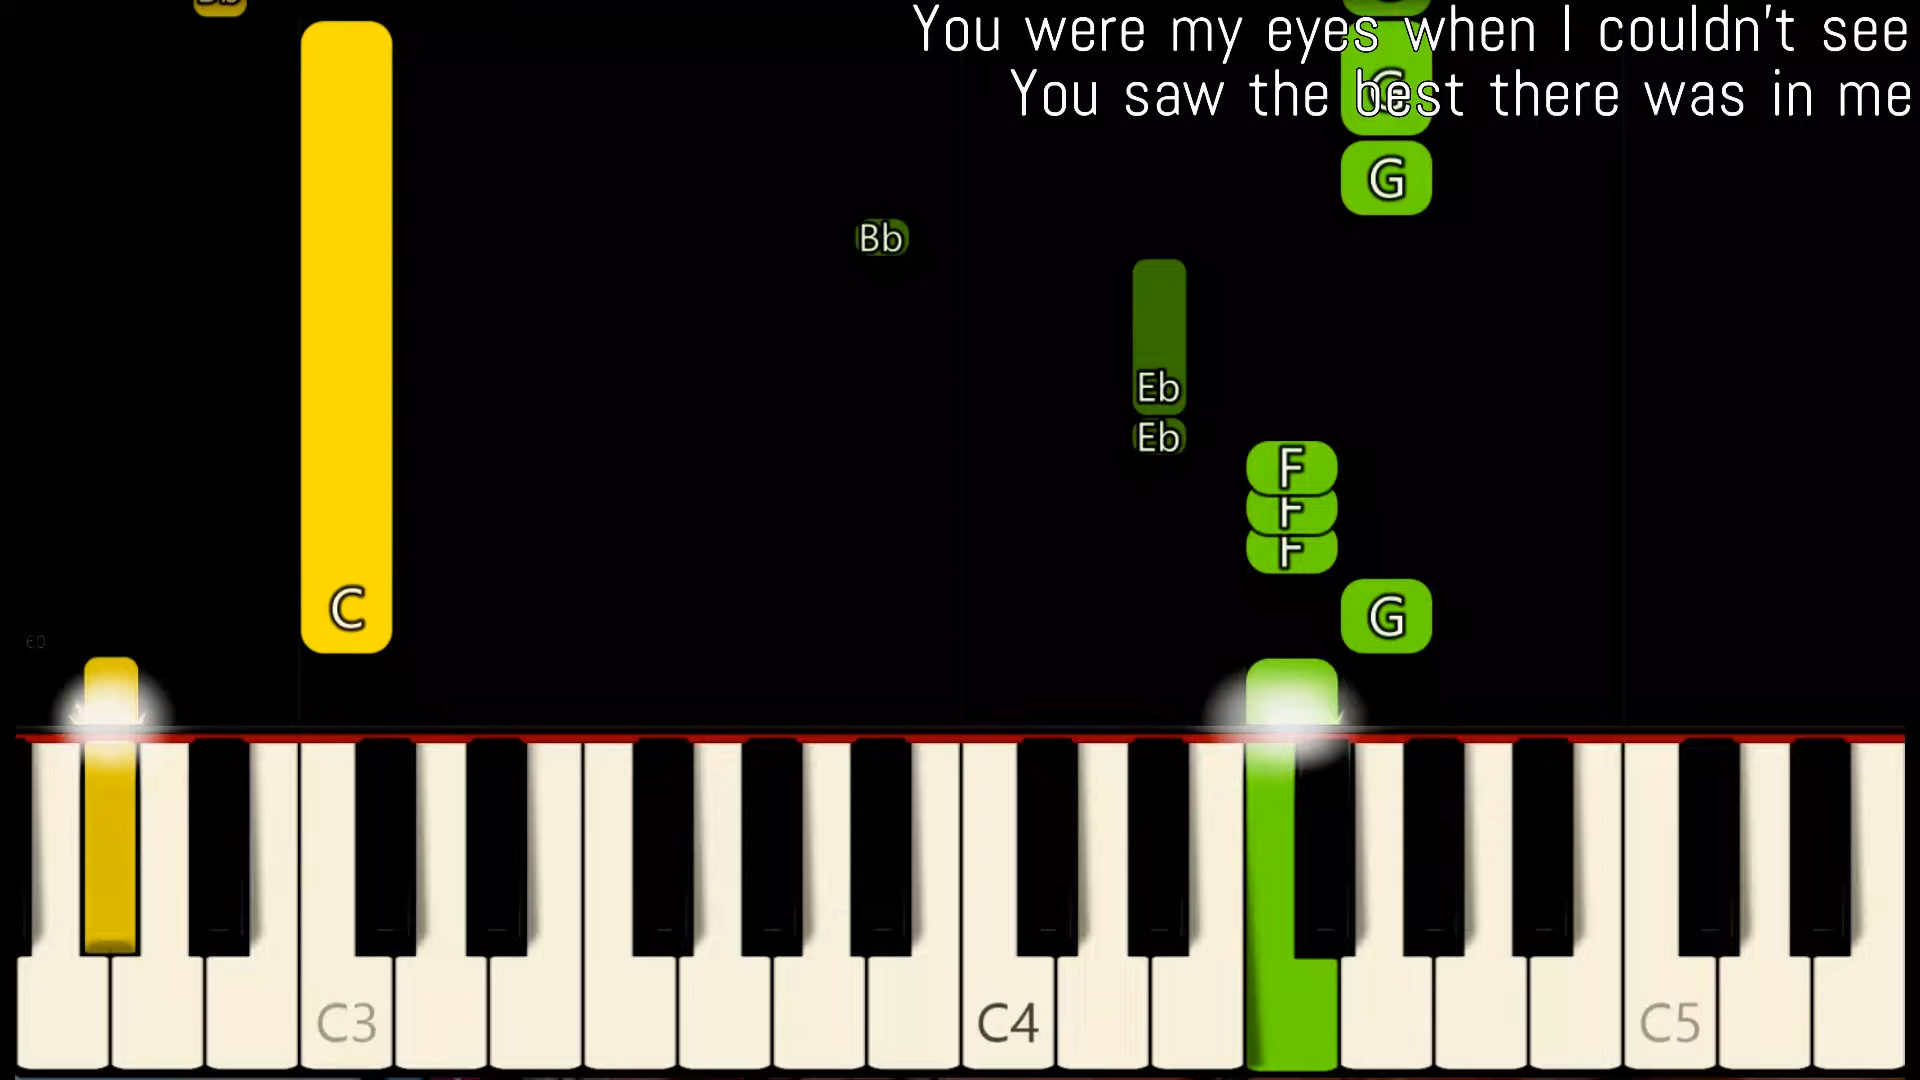 You were my eyes when I couldn't see
You saw the best there was in me
G
G
Bb
Eb
Eb
F
F
F
C
G
60
C3
C4
C5